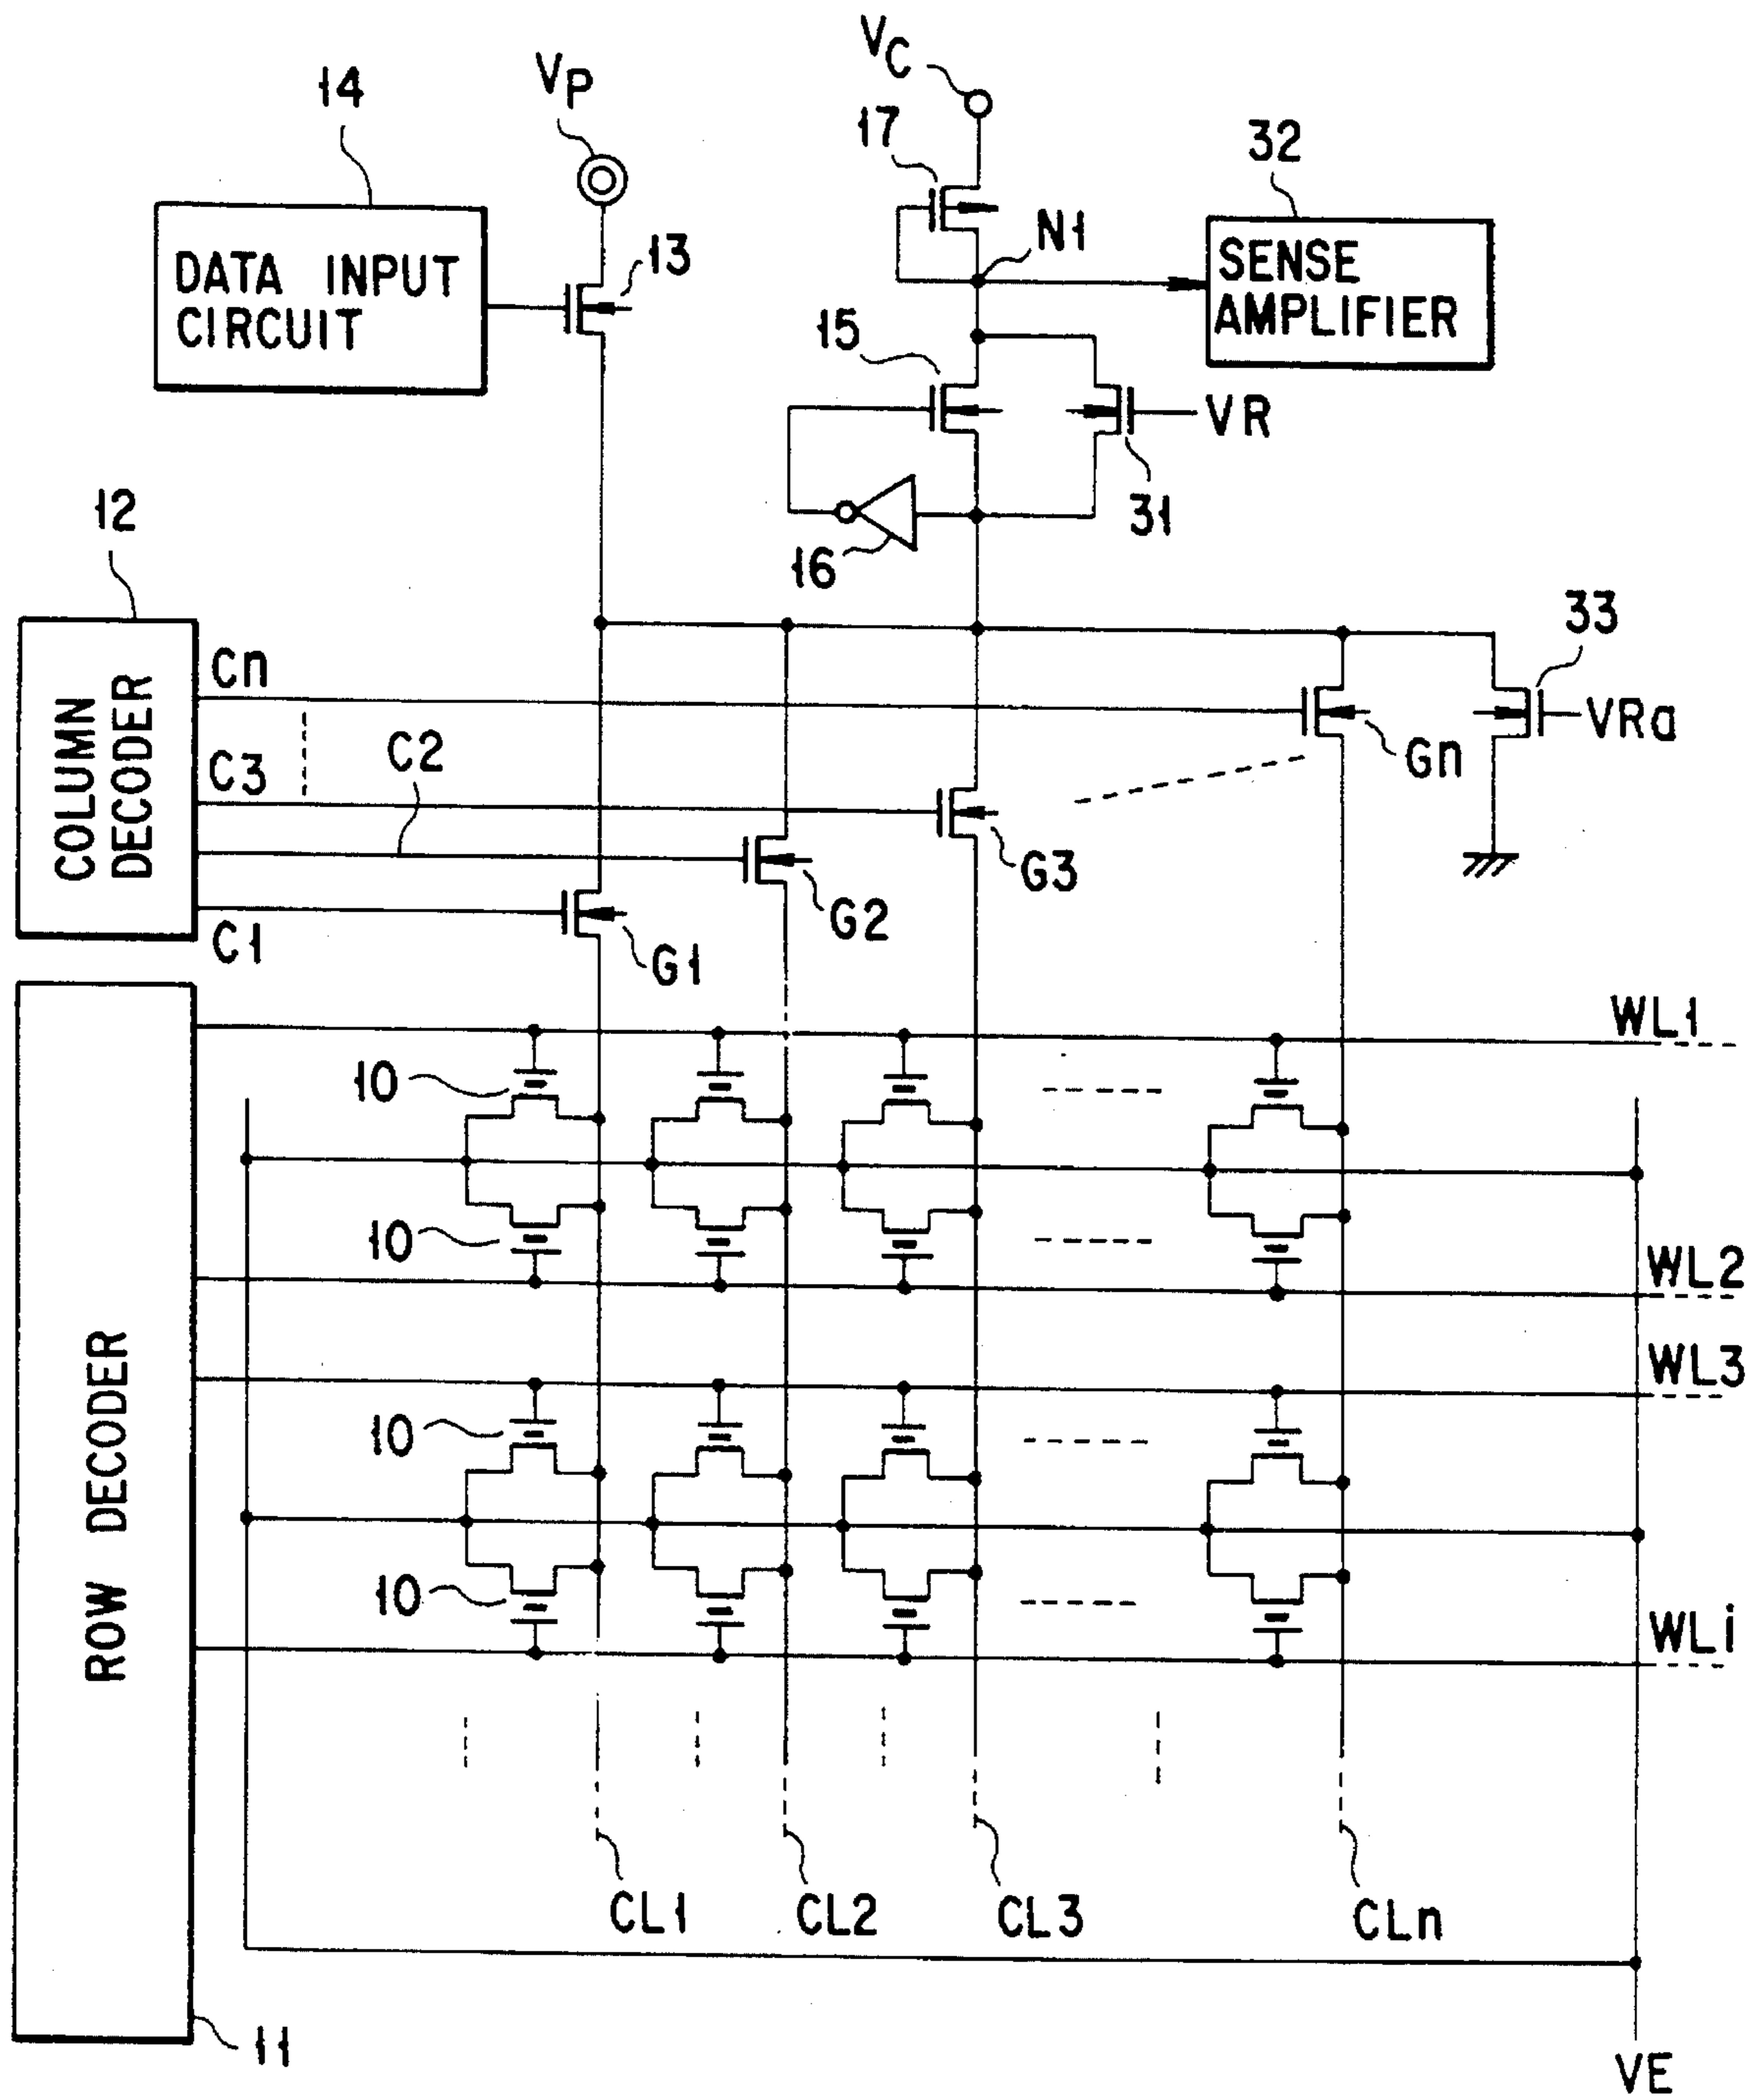 VC
VP
14
17
32
N1
13
DATA INPUT
CIRCUIT
SENSE
AMPLIFIER
15
VR
31
12
16
33
COLUMN
DECODER
Cn
C3
C2
C1
VRa
Gn
G3
G2
G1
WL1
10
10
WL2
WL3
10
10
WLi
ROW DECODER
CL1
CL2
CL3
CLn
11
VE